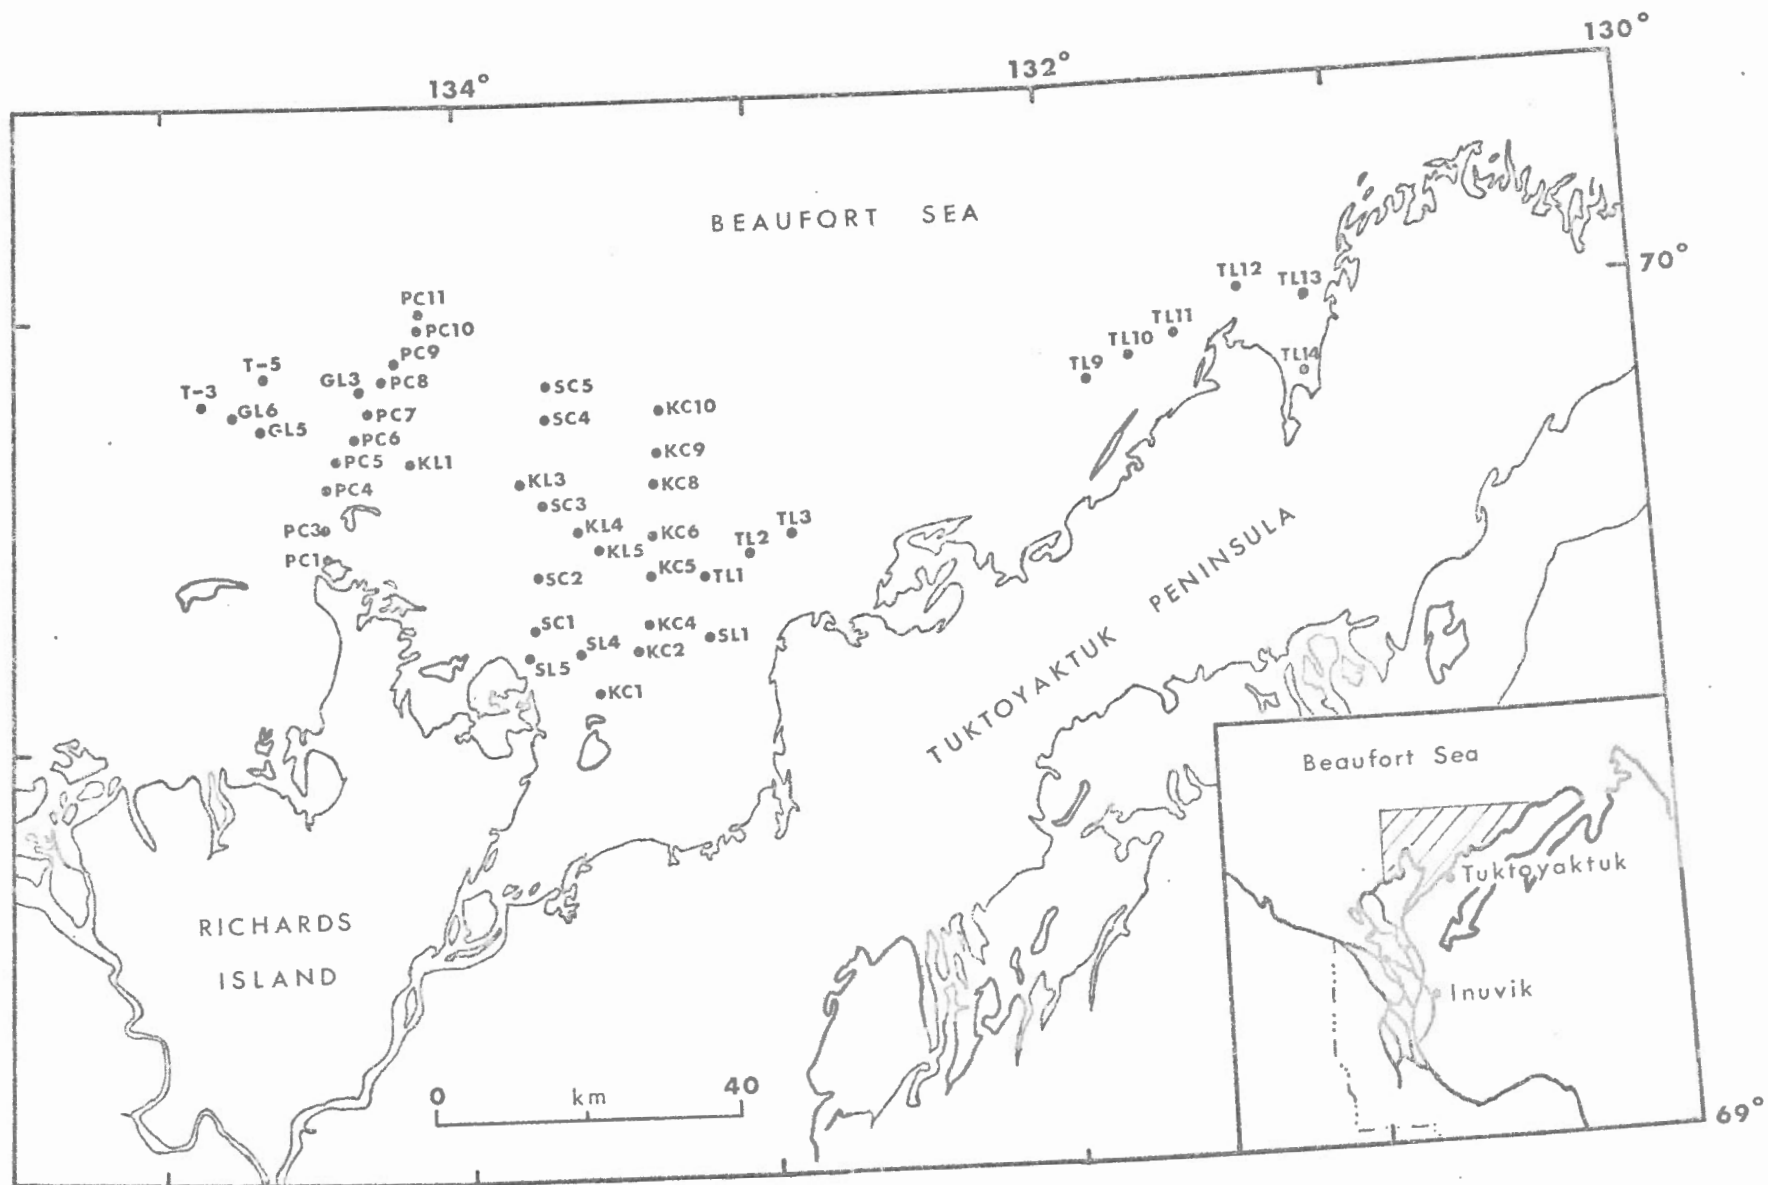 130°
132°
134°
BEAUFORT SEA
70°
TL12
TL13
PC11
TL11
PC10
TL10
PC9
TL9
TL14
T-5
GL3
PC8
SC5
T-3
GL6
PC7
SC4
KC10
GL5
PC6
KC9
PC5
KL1
KL3
KC8
PC4
SC3
PC3
KL4
KC6
TL2
TL3
KL5
PC1
SC2
KC5
TL1
SC1
KC4
SL1
SL4
KC2
SL5
KC1
TUKTOYAKTUK PENINSULA
Beaufort Sea
Tuktoyaktuk
Inuvik
RICHARDS
ISLAND
0 km 40
69°